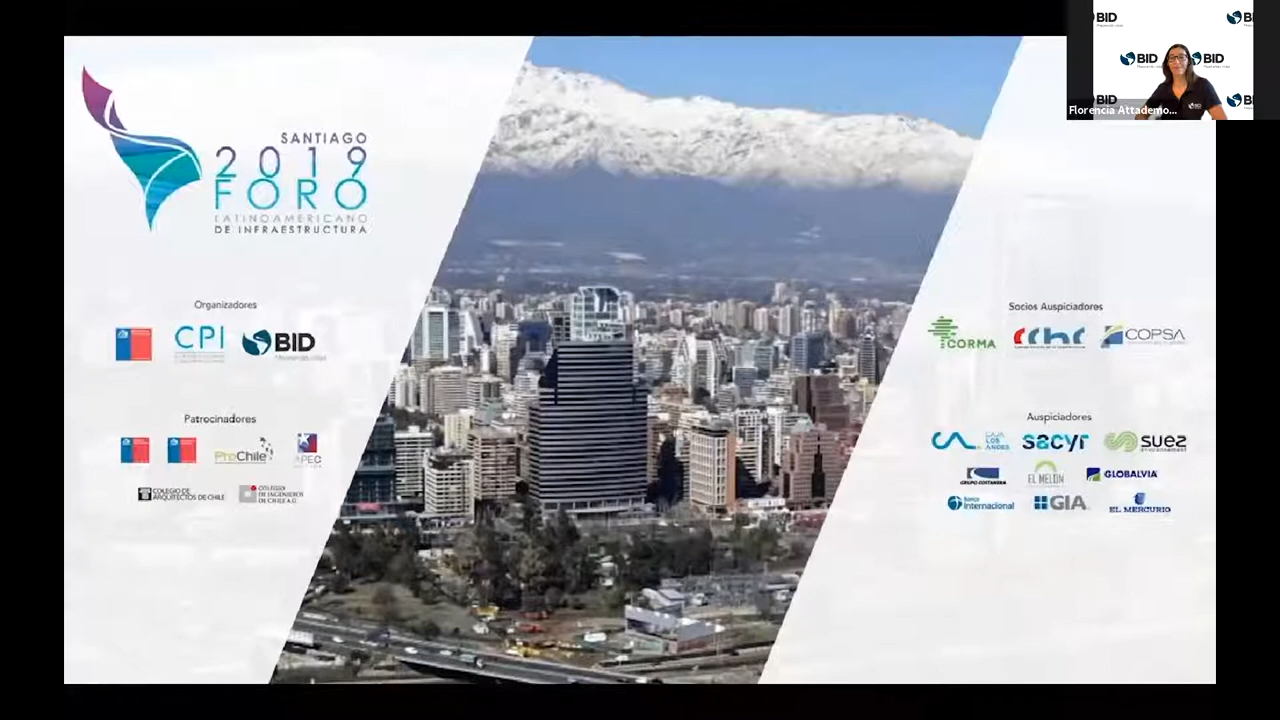 SANTIAGO
2019
FORO
LATINOAMERICANO
DE INFRAESTRUCTURA
Organizadores
CPI
BID
Patrocinadores
ProChile
APEC
COLEGIO DE
ARQUITECTOS DE CHILE
COLEGIO
DE INGENIEROS
DE CHILE A.G.
Socios Auspiciadores
CORMA
cchc
COPSA
Auspiciadores
CAJA
LOS
ANDES
sacyr
suez
GRUPO COSTANERA
EL MELÓN
GLOBALVIA
Banco
Internacional
GIA
EL MERCURIO
BID
BID
BID
BID
BID
BID
Florencia Attademo...